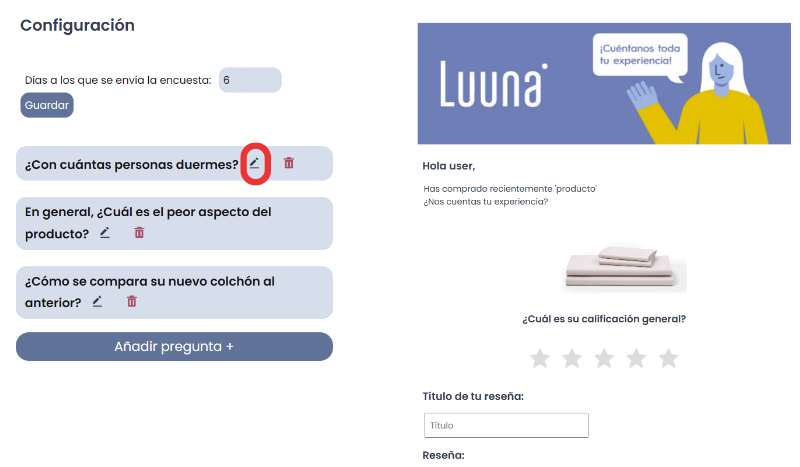 Configuración
Días a los que se envia la encuesta: 6
Guardar
¿Con cuántas personas duermes?
En general, ¿Cuál es el peor aspecto del
producto?
¿Cómo se compara su nuevo colchón al
anterior?
Añadir pregunta +
Luuna
¡Cuéntanos toda
tu experiencia!
Hola user,
Has comprado recientemente 'producto'
¿Nos cuentas tu experiencia?
¿Cuál es su calificación general?
Título de tu reseña:
Título
Reseña: